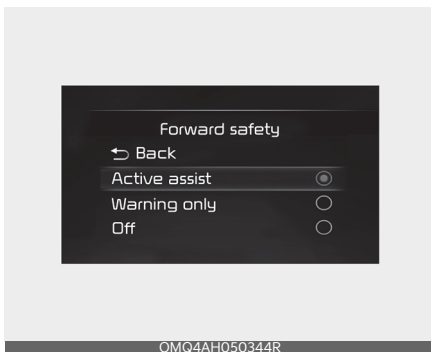 Forward safety
Back
Active assist
Warning only
Off
OMQ4AH050344R